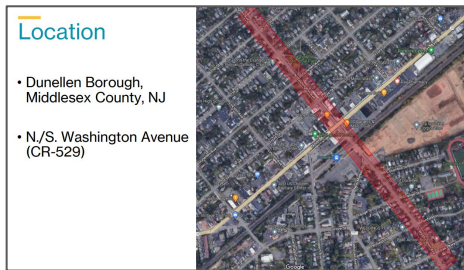 Location
• Dunellen Borough,
Middlesex County, NJ
• N./S. Washington Avenue
(CR-529)
Google